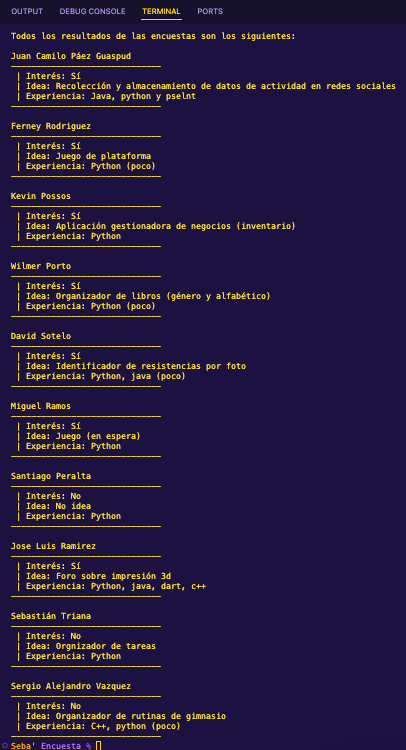 OUTPUT DEBUG CONSOLE TERMINAL PORTS
Todos los resultados de las encuestas son los siguientes:
Juan Camilo Páez Guaspud
------------------------------
| Interés: Sí
| Idea: Recolección y almacenamiento de datos de actividad en redes sociales
| Experiencia: Java, python y pselnt
------------------------------
Ferney Rodriguez
------------------------------
| Interés: Sí
| Idea: Juego de plataforma
| Experiencia: Python (poco)
------------------------------
Kevin Possos
------------------------------
| Interés: Sí
| Idea: Aplicación gestionadora de negocios (inventario)
| Experiencia: Python
------------------------------
Wilmer Porto
------------------------------
| Interés: Sí
| Idea: Organizador de libros (género y alfabético)
| Experiencia: Python (poco)
------------------------------
David Sotelo
------------------------------
| Interés: Sí
| Idea: Identificador de resistencias por foto
| Experiencia: Python, java (poco)
------------------------------
Miguel Ramos
------------------------------
| Interés: Sí
| Idea: Juego (en espera)
| Experiencia: Python
------------------------------
Santiago Peralta
------------------------------
| Interés: No
| Idea: No idea
| Experiencia: Python
------------------------------
Jose Luis Ramirez
------------------------------
| Interés: Sí
| Idea: Foro sobre impresión 3d
| Experiencia: Python, java, dart, c++
------------------------------
Sebastián Triana
------------------------------
| Interés: No
| Idea: Orgnizador de tareas
| Experiencia: Python
------------------------------
Sergio Alejandro Vazquez
------------------------------
| Interés: No
| Idea: Organizador de rutinas de gimnasio
| Experiencia: C++, python (poco)
------------------------------
Seba' Encuesta %